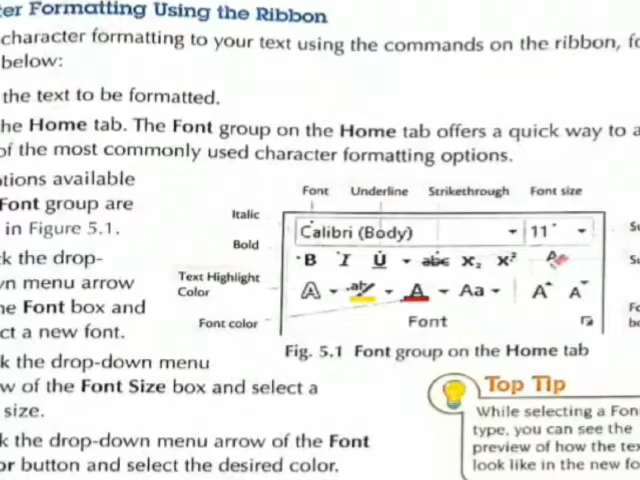 ter Formatting Using the Ribbon
character formatting to your text using the commands on the ribbon, fo
below:
the text to be formatted.
he Home tab. The Font group on the Home tab offers a quick way to a
of the most commonly used character formatting options.
tions available
Font group are
in Figure 5.1.
ck the drop-
wn menu arrow
he Font box and
ct a new font.
Font Underline Strikethrough Font size
Italic
Bold
Text Highlight
Color
Font color
Calibri (Body) 11
B I U abc X₂ X²
A ab A Aa A A
Font
Fig. 5.1 Font group on the Home tab
k the drop-down menu
w of the Font Size box and select a
size.
k the drop-down menu arrow of the Font
or button and select the desired color.
Top Tip
While selecting a Fon
type, you can see the
preview of how the tex
look like in the new fo